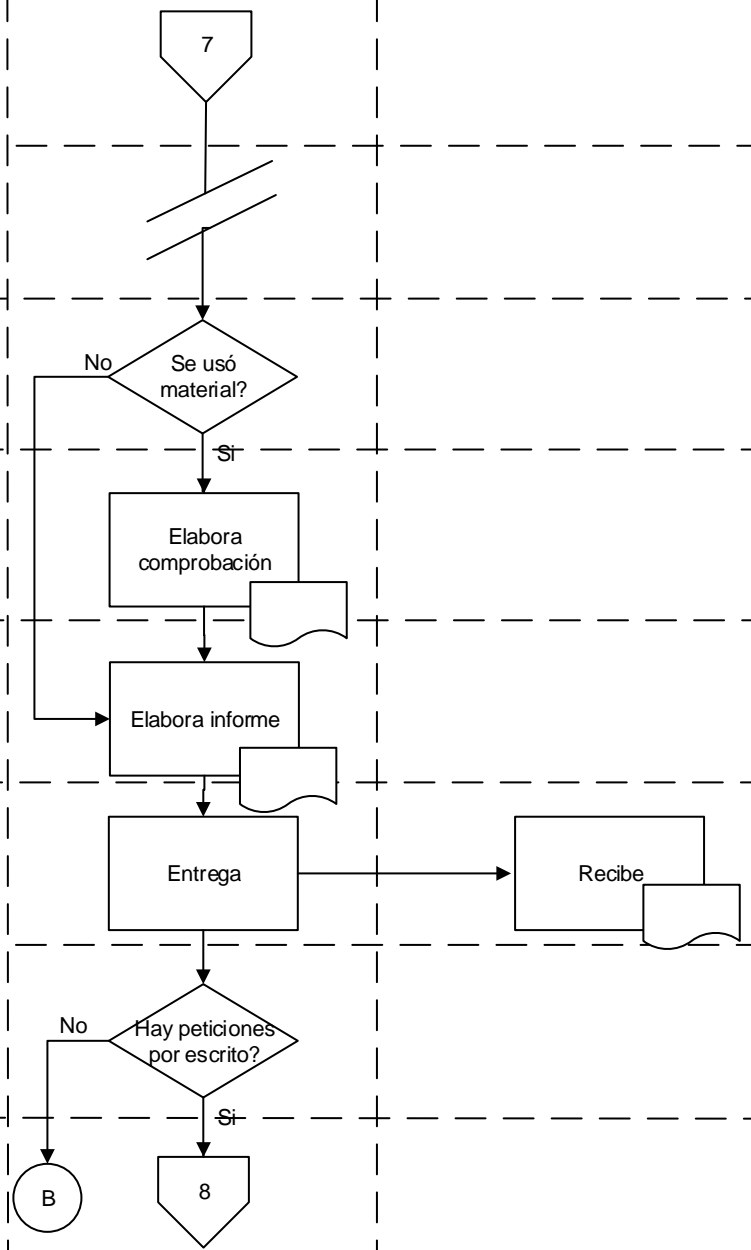 7
No
Se usó
material?
Si
Elabora
comprobación
Elabora informe
Entrega
Recibe
No
Hay peticiones
por escrito?
Si
B
8